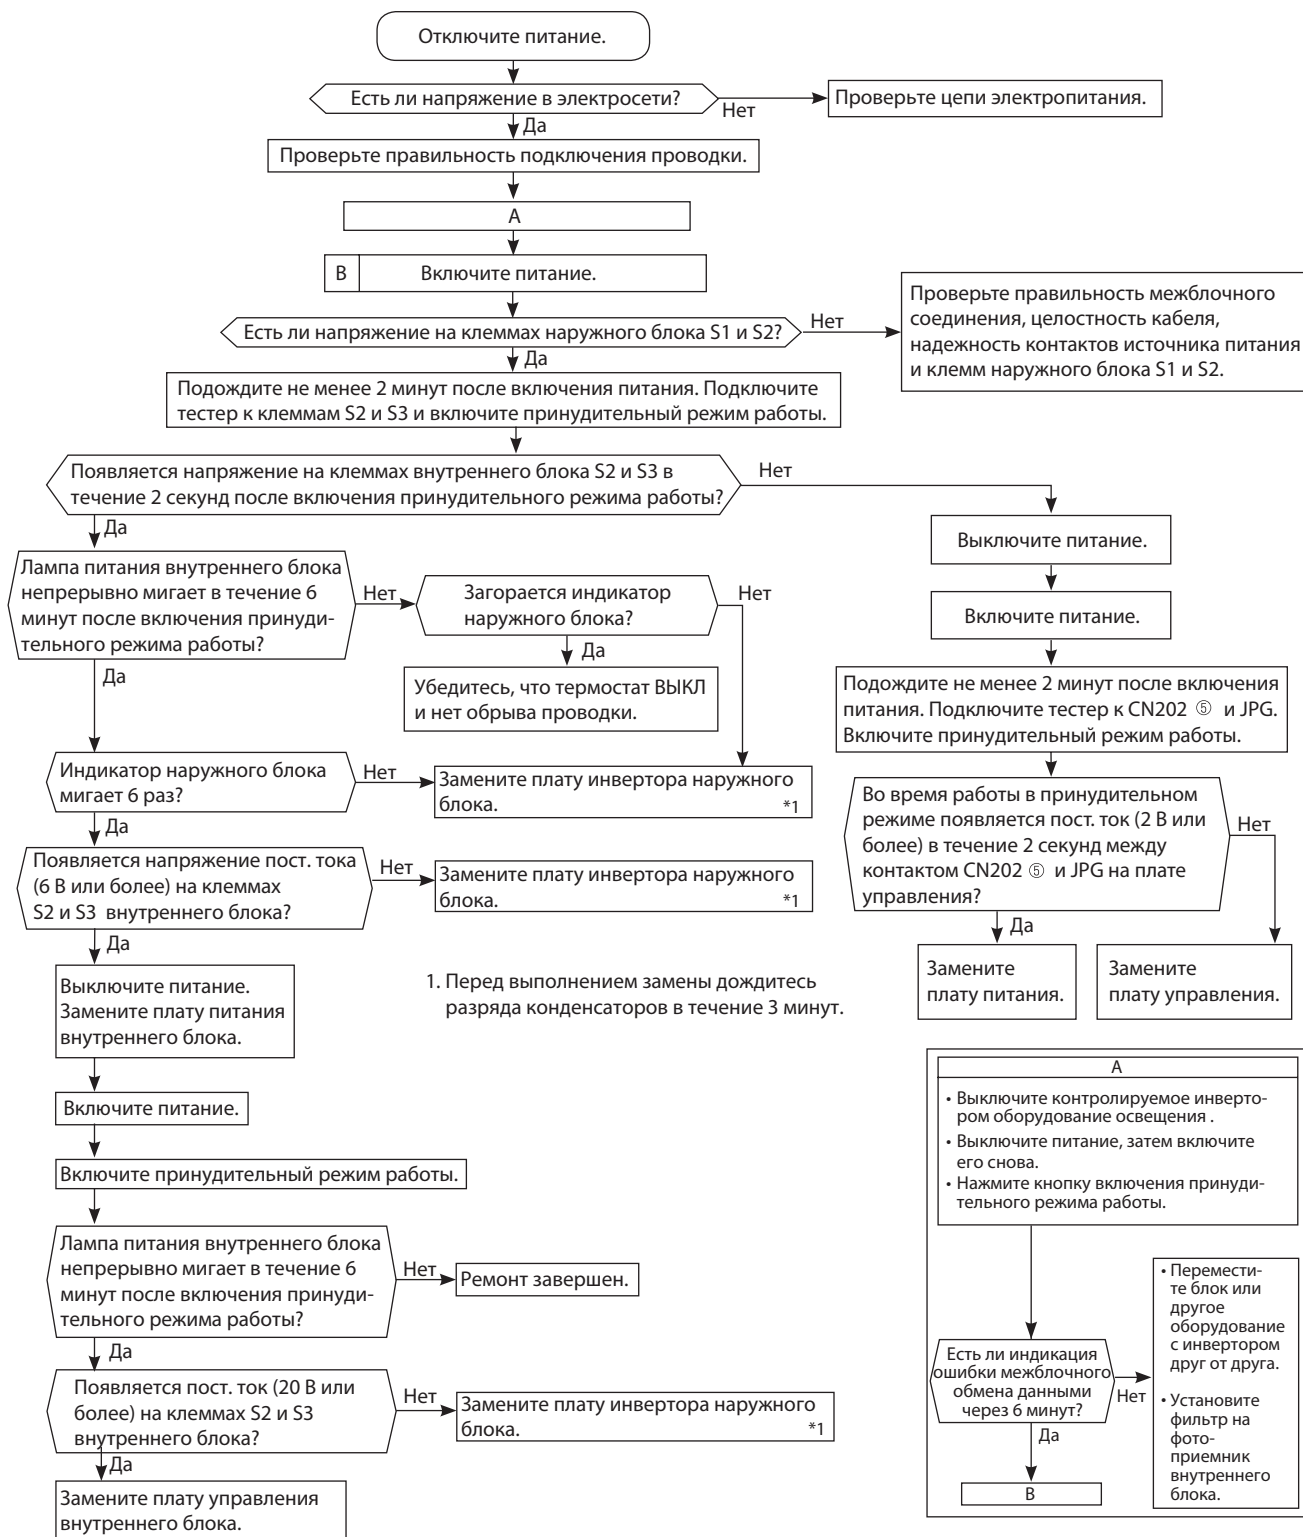 Отключите питание.
Есть ли напряжение в электросети?
Нет
Проверьте цепи электропитания.
Да
Проверьте правильность подключения проводки.
A
B
Включите питание.
Есть ли напряжение на клеммах наружного блока S1 и S2?
Нет
Проверьте правильность межблочного
соединения, целостность кабеля,
надежность контактов источника питания
и клемм наружного блока S1 и S2.
Да
Подождите не менее 2 минут после включения питания. Подключите
тестер к клеммам S2 и S3 и включите принудительный режим работы.
Появляется напряжение на клеммах внутреннего блока S2 и S3 в
течение 2 секунд после включения принудительного режима работы?
Нет
Да
Лампа питания внутреннего блока
непрерывно мигает в течение 6
минут после включения принуди-
тельного режима работы?
Нет
Загорается индикатор
наружного блока?
Нет
Да
Убедитесь, что термостат ВЫКЛ
и нет обрыва проводки.
Да
Индикатор наружного блока
мигает 6 раз?
Нет
Замените плату инвертора наружного
блока.
*1
Да
Появляется напряжение пост. тока
(6 В или более) на клеммах
S2 и S3 внутреннего блока?
Нет
Замените плату инвертора наружного
блока.
*1
Да
Выключите питание.
Замените плату питания
внутреннего блока.
1. Перед выполнением замены дождитесь
разряда конденсаторов в течение 3 минут.
Включите питание.
Включите принудительный режим работы.
Лампа питания внутреннего блока
непрерывно мигает в течение 6
минут после включения принуди-
тельного режима работы?
Нет
Ремонт завершен.
Да
Появляется пост. ток (20 В или
более) на клеммах S2 и S3
внутреннего блока?
Нет
Замените плату инвертора наружного
блока.
*1
Да
Замените плату управления
внутреннего блока.
Выключите питание.
Включите питание.
Подождите не менее 2 минут после включения
питания. Подключите тестер к CN202 ⑤ и JPG.
Включите принудительный режим работы.
Во время работы в принудительном
режиме появляется пост. ток (2 В или
более) в течение 2 секунд между
контактом CN202 ⑤ и JPG на плате
управления?
Нет
Да
Замените
плату питания.
Замените
плату управления.
A
• Выключите контролируемое инверто-
ром оборудование освещения .
• Выключите питание, затем включите
его снова.
• Нажмите кнопку включения принуди-
тельного режима работы.
Есть ли индикация
ошибки межблочного
обмена данными
через 6 минут?
Нет
Да
B
• Перемести-
те блок или
другое
оборудование
с инвертором
друг от друга.
• Установите
фильтр на
фото-
приемник
внутреннего
блока.